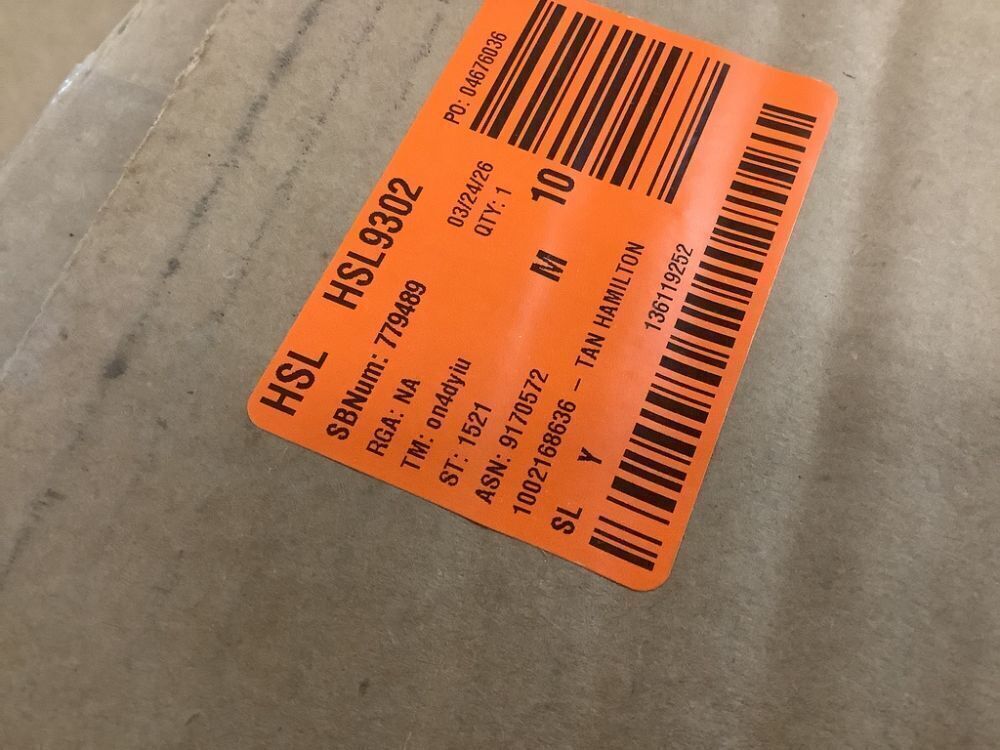 HSL HSL9302
SBNum: 779489
RGA: NA 03/24/26 PO: 04676036
TM: on4dyiu QTY: 1
ST: 1521
ASN: 9170572 M 10
1002168636 - TAN HAMILTON
SL Y
136119252